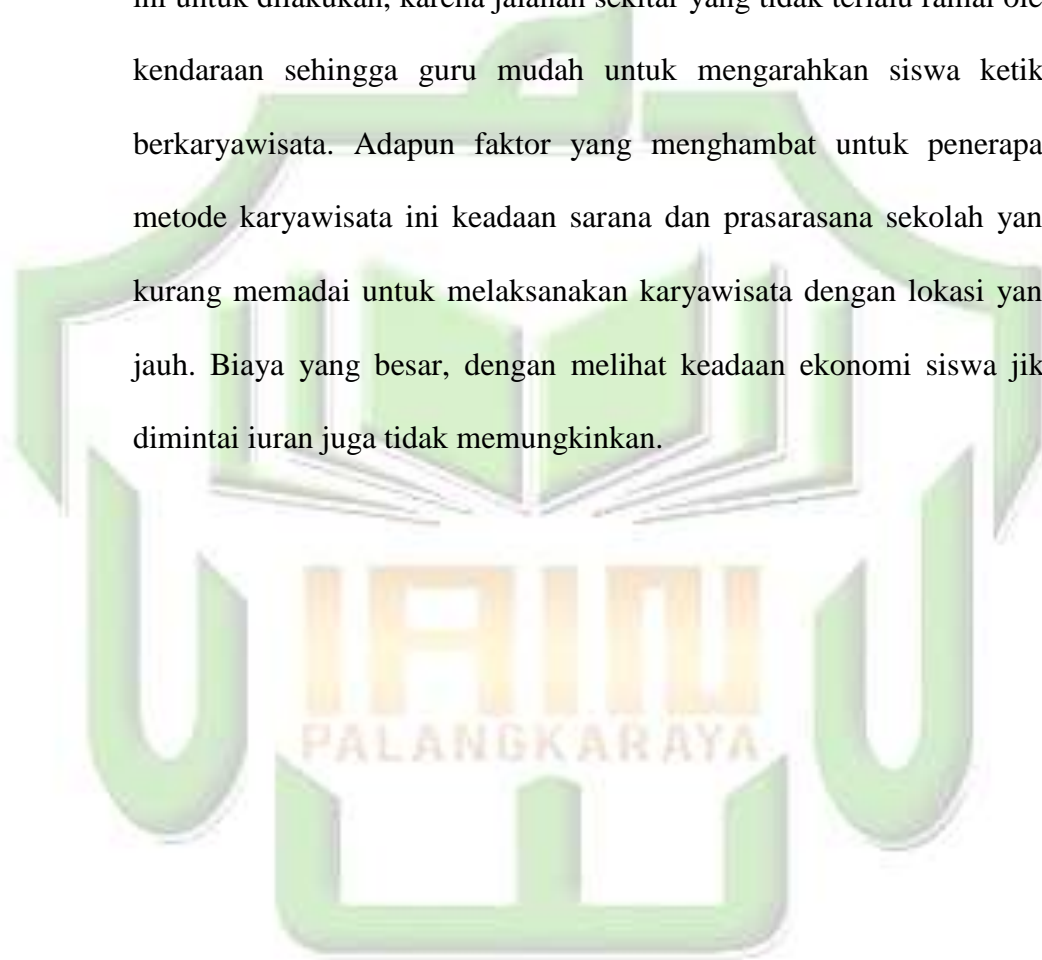 ini untuk dilakukan, karena jalanan sekitar yang tidak terlalu ramai ole
kendaraan sehingga guru mudah untuk mengarahkan siswa ketik
berkaryawisata. Adapun faktor yang menghambat untuk penerapa
metode karyawisata ini keadaan sarana dan prasarasana sekolah yan
kurang memadai untuk melaksanakan karyawisata dengan lokasi yan
jauh. Biaya yang besar, dengan melihat keadaan ekonomi siswa jik
dimintai iuran juga tidak memungkinkan.
IAIN
PALANGKARAYA